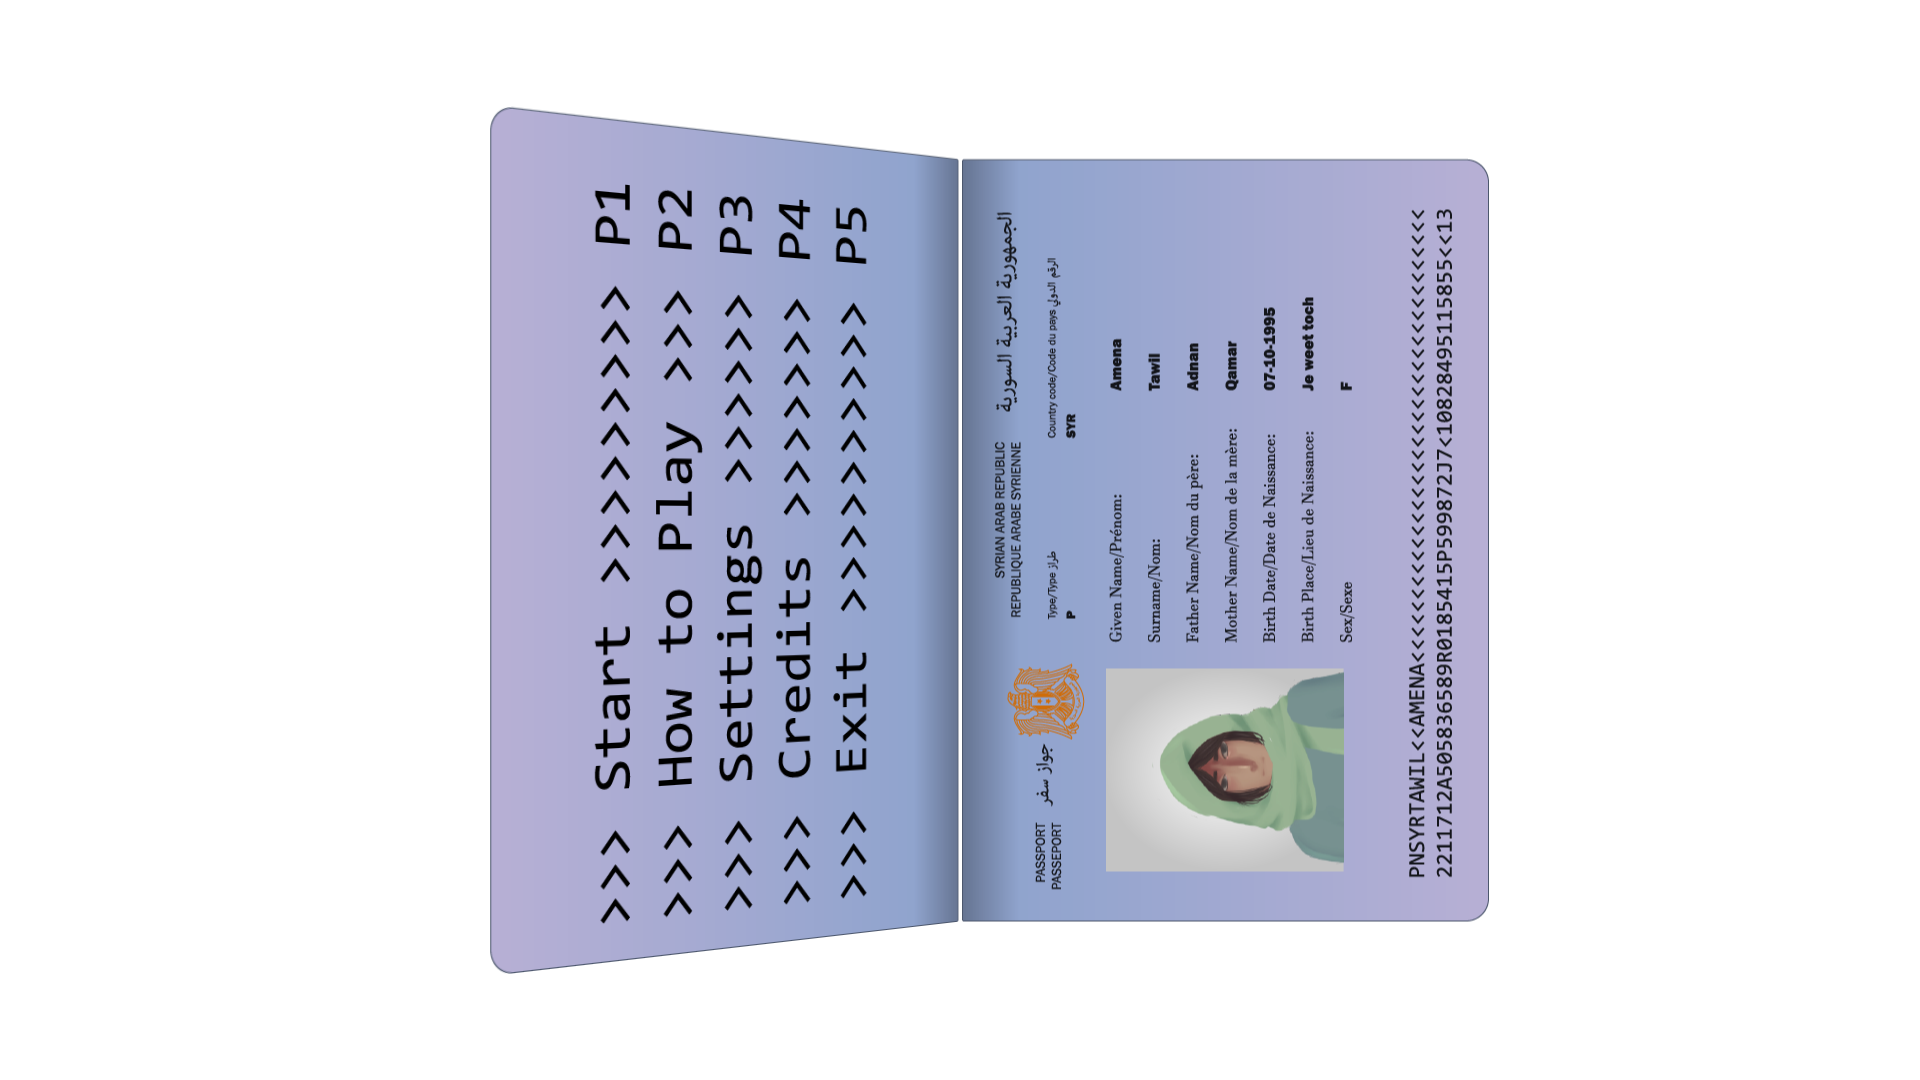 >>> Start >>>>>>>>> P1
>>> How to Play >>> P2
>>> Settings >>>>>> P3
>>> Credits >>>>>>> P4
>>> Exit >>>>>>>>>> P5
SYRIAN ARAB REPUBLIC
REPUBLIQUE ARABE SYRIENNE
الجمهورية العربية السورية
PASSPORT
PASSEPORT
جواز سفر
Type/Type طراز
P
Country code/Code du pays الرقم الدولي
SYR
Given Name/Prénom: Amena
Surname/Nom: Tawil
Father Name/Nom du père: Adnan
Mother Name/Nom de la mère: Qamar
Birth Date/Date de Naissance: 07-10-1995
Birth Place/Lieu de Naissance: Je weet toch
Sex/Sexe F
PNSYRTAWIL<<AMENA<<<<<<<<<<<<<<<<<<<<<<<<<<<<<<<<<<<<
2211712A505836589R0185415P599872J7<10828495115855<<13